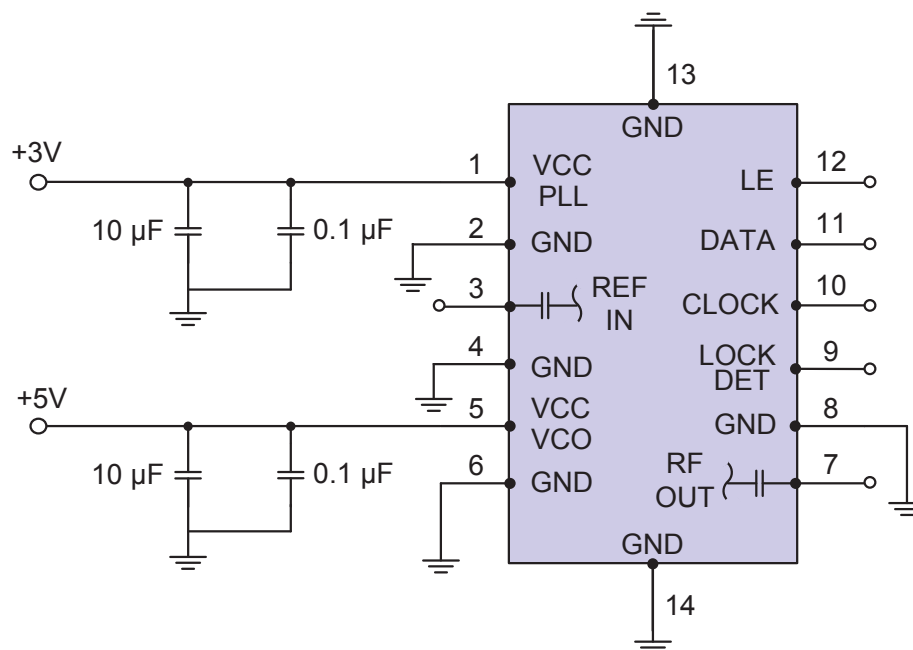 13
GND
+3V
1
VCC
PLL
12
LE
10 µF
0.1 µF
2
GND
11
DATA
3
REF
IN
10
CLOCK
4
GND
9
LOCK
DET
+5V
5
VCC
VCO
8
GND
10 µF
0.1 µF
6
GND
7
RF
OUT
GND
14